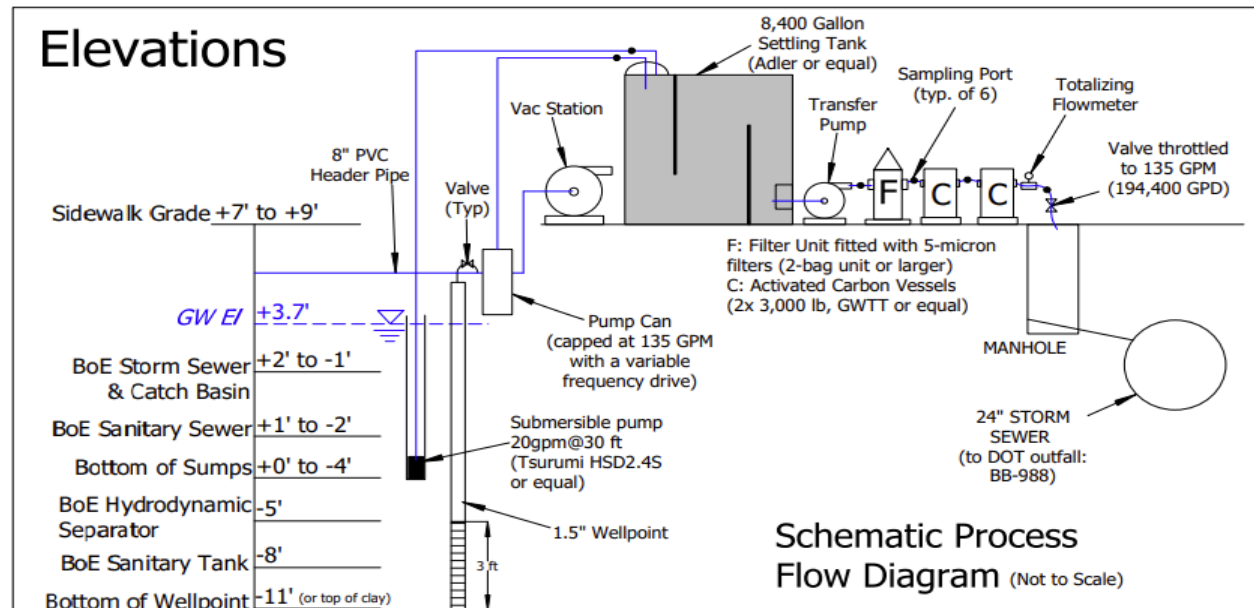 Elevations
8,400 Gallon
Settling Tank
(Adler or equal)
Sampling Port
(typ. of 6)
Totalizing
Flowmeter
Transfer
Pump
Vac Station
Valve throttled
to 135 GPM
(194,400 GPD)
8" PVC
Header Pipe
Valve
(Typ)
F
C
C
Sidewalk Grade +7' to +9'
F: Filter Unit fitted with 5-micron
filters (2-bag unit or larger)
C: Activated Carbon Vessels
(2x 3,000 lb, GWTT or equal)
GW El +3.7'
Pump Can
(capped at 135 GPM
with a variable
frequency drive)
MANHOLE
BoE Storm Sewer
& Catch Basin
+2' to -1'
BoE Sanitary Sewer +1' to -2'
Submersible pump
20gpm@30 ft
(Tsurumi HSD2.4S
or equal)
24" STORM
SEWER
(to DOT outfall:
BB-988)
Bottom of Sumps +0' to -4'
BoE Hydrodynamic
Separator
-5'
1.5" Wellpoint
BoE Sanitary Tank -8'
3 ft
Schematic Process
Flow Diagram (Not to Scale)
Bottom of Wellpoint -11' (or top of clay)